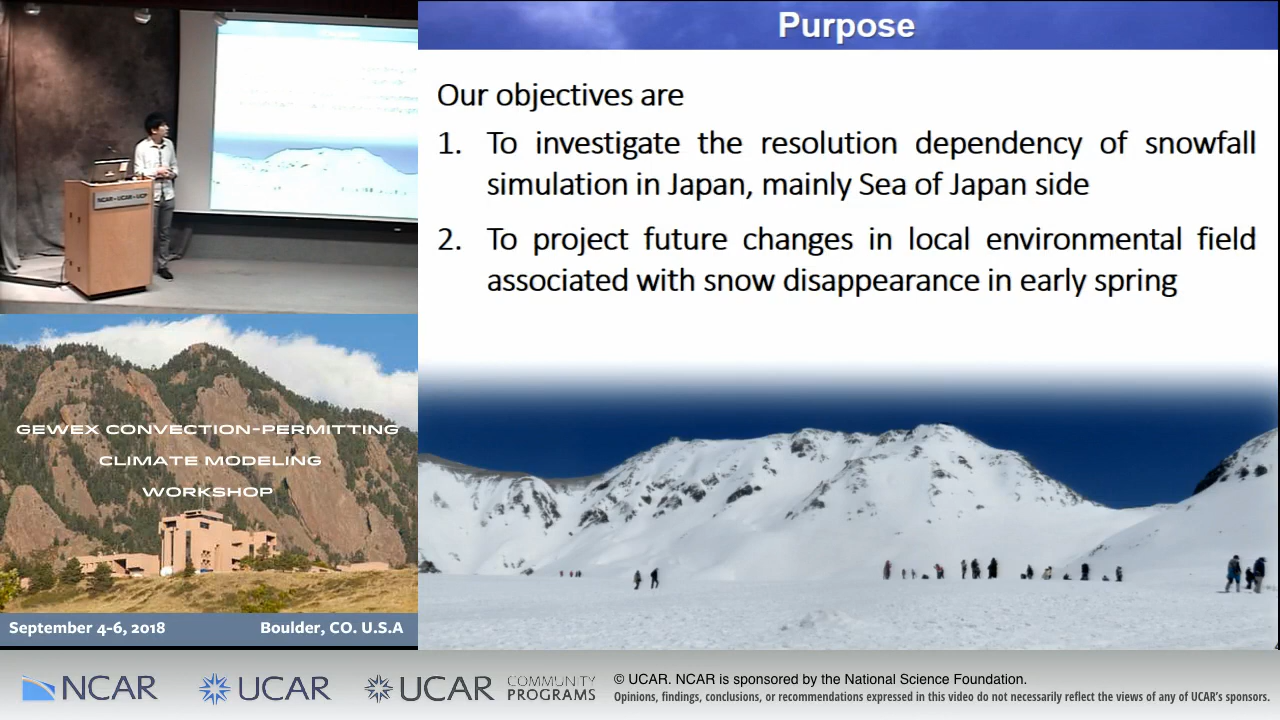 Purpose
Our objectives are
1. To investigate the resolution dependency of snowfall
simulation in Japan, mainly Sea of Japan side
2. To project future changes in local environmental field
associated with snow disappearance in early spring
NCAR • UCAR • UCP
GEWEX CONVECTION-PERMITTING
CLIMATE MODELING
WORKSHOP
September 4-6, 2018 Boulder, CO. U.S.A
NCAR UCAR UCAR COMMUNITY PROGRAMS
© UCAR. NCAR is sponsored by the National Science Foundation.
Opinions, findings, conclusions, or recommendations expressed in this video do not necessarily reflect the views of any of UCAR's sponsors.